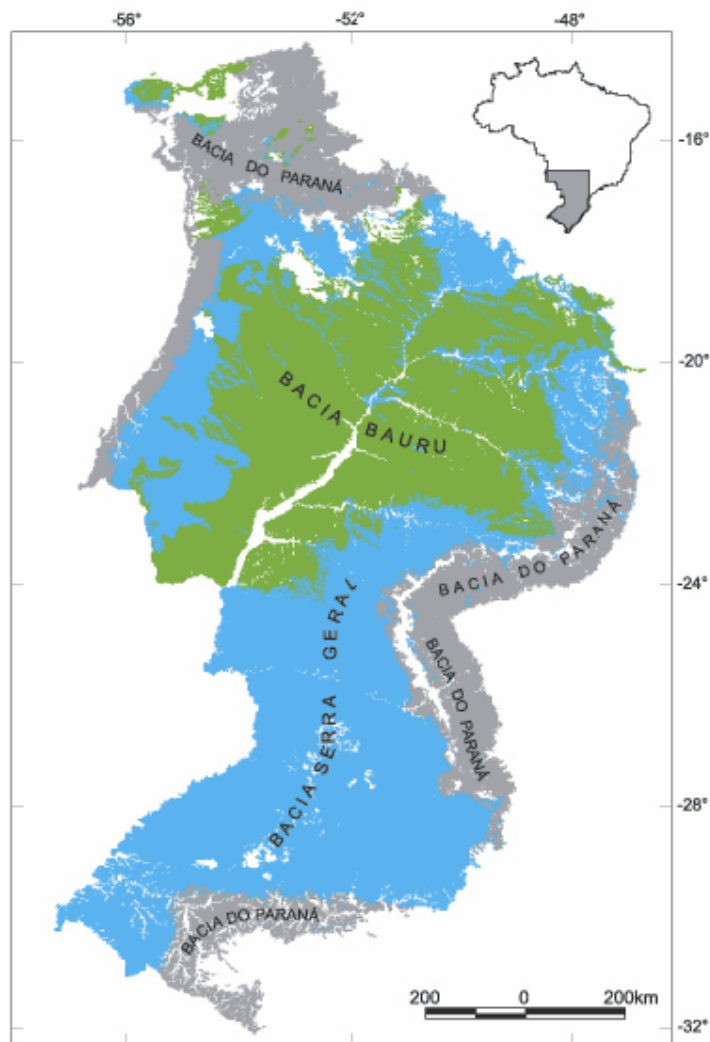 -56°
-52°
-48°
-16°
BACIA DO PARANÁ
-20°
BACIA BAURU
BACIA DO PARANÁ
-24°
BACIA SERRA GERAL
BACIA DO PARANÁ
-28°
BACIA DO PARANÁ
200 0 200km
-32°